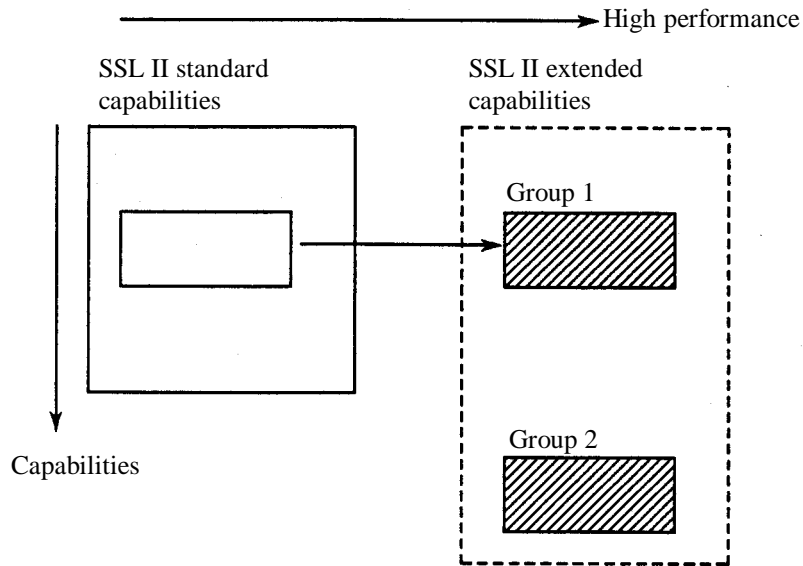 High performance
SSL II standard
capabilities
SSL II extended
capabilities
Group 1
Group 2
Capabilities